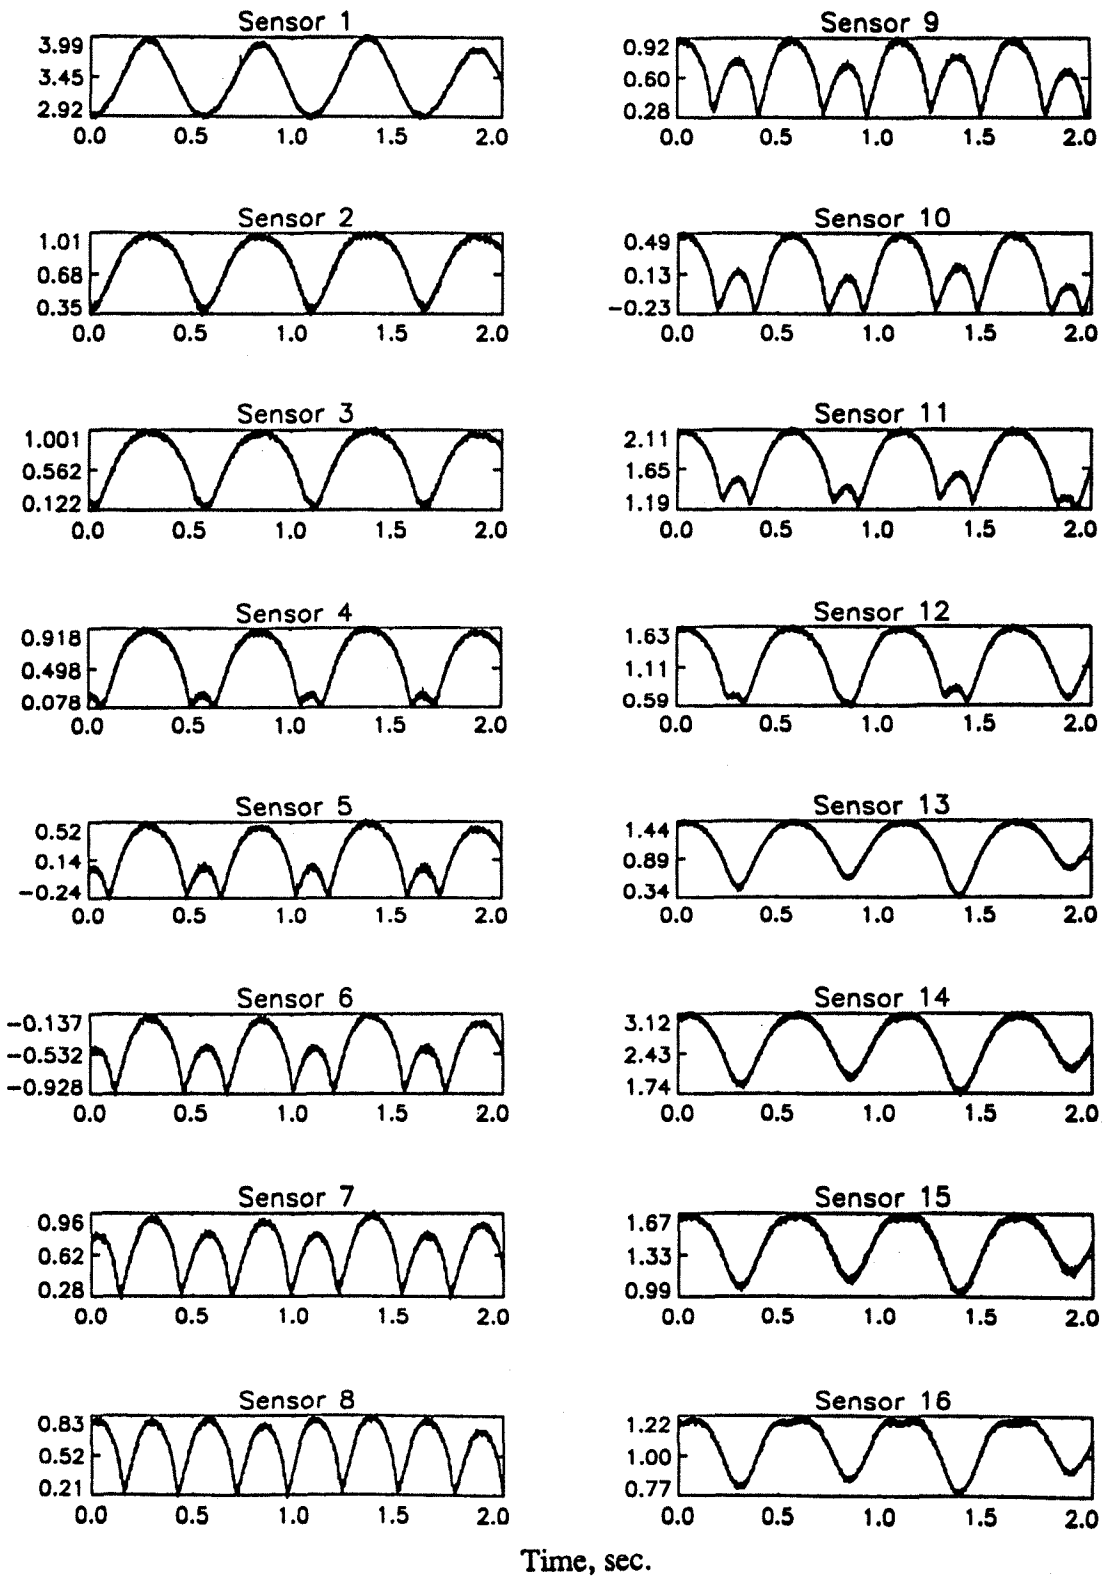 Sensor 1
3.99
3.45
2.92
0.0 0.5 1.0 1.5 2.0
Sensor 2
1.01
0.68
0.35
0.0 0.5 1.0 1.5 2.0
Sensor 3
1.001
0.562
0.122
0.0 0.5 1.0 1.5 2.0
Sensor 4
0.918
0.498
0.078
0.0 0.5 1.0 1.5 2.0
Sensor 5
0.52
0.14
−0.24
0.0 0.5 1.0 1.5 2.0
Sensor 6
−0.137
−0.532
−0.928
0.0 0.5 1.0 1.5 2.0
Sensor 7
0.96
0.62
0.28
0.0 0.5 1.0 1.5 2.0
Sensor 8
0.83
0.52
0.21
0.0 0.5 1.0 1.5 2.0
Sensor 9
0.92
0.60
0.28
0.0 0.5 1.0 1.5 2.0
Sensor 10
0.49
0.13
−0.23
0.0 0.5 1.0 1.5 2.0
Sensor 11
2.11
1.65
1.19
0.0 0.5 1.0 1.5 2.0
Sensor 12
1.63
1.11
0.59
0.0 0.5 1.0 1.5 2.0
Sensor 13
1.44
0.89
0.34
0.0 0.5 1.0 1.5 2.0
Sensor 14
3.12
2.43
1.74
0.0 0.5 1.0 1.5 2.0
Sensor 15
1.67
1.33
0.99
0.0 0.5 1.0 1.5 2.0
Sensor 16
1.22
1.00
0.77
0.0 0.5 1.0 1.5 2.0
Time, sec.